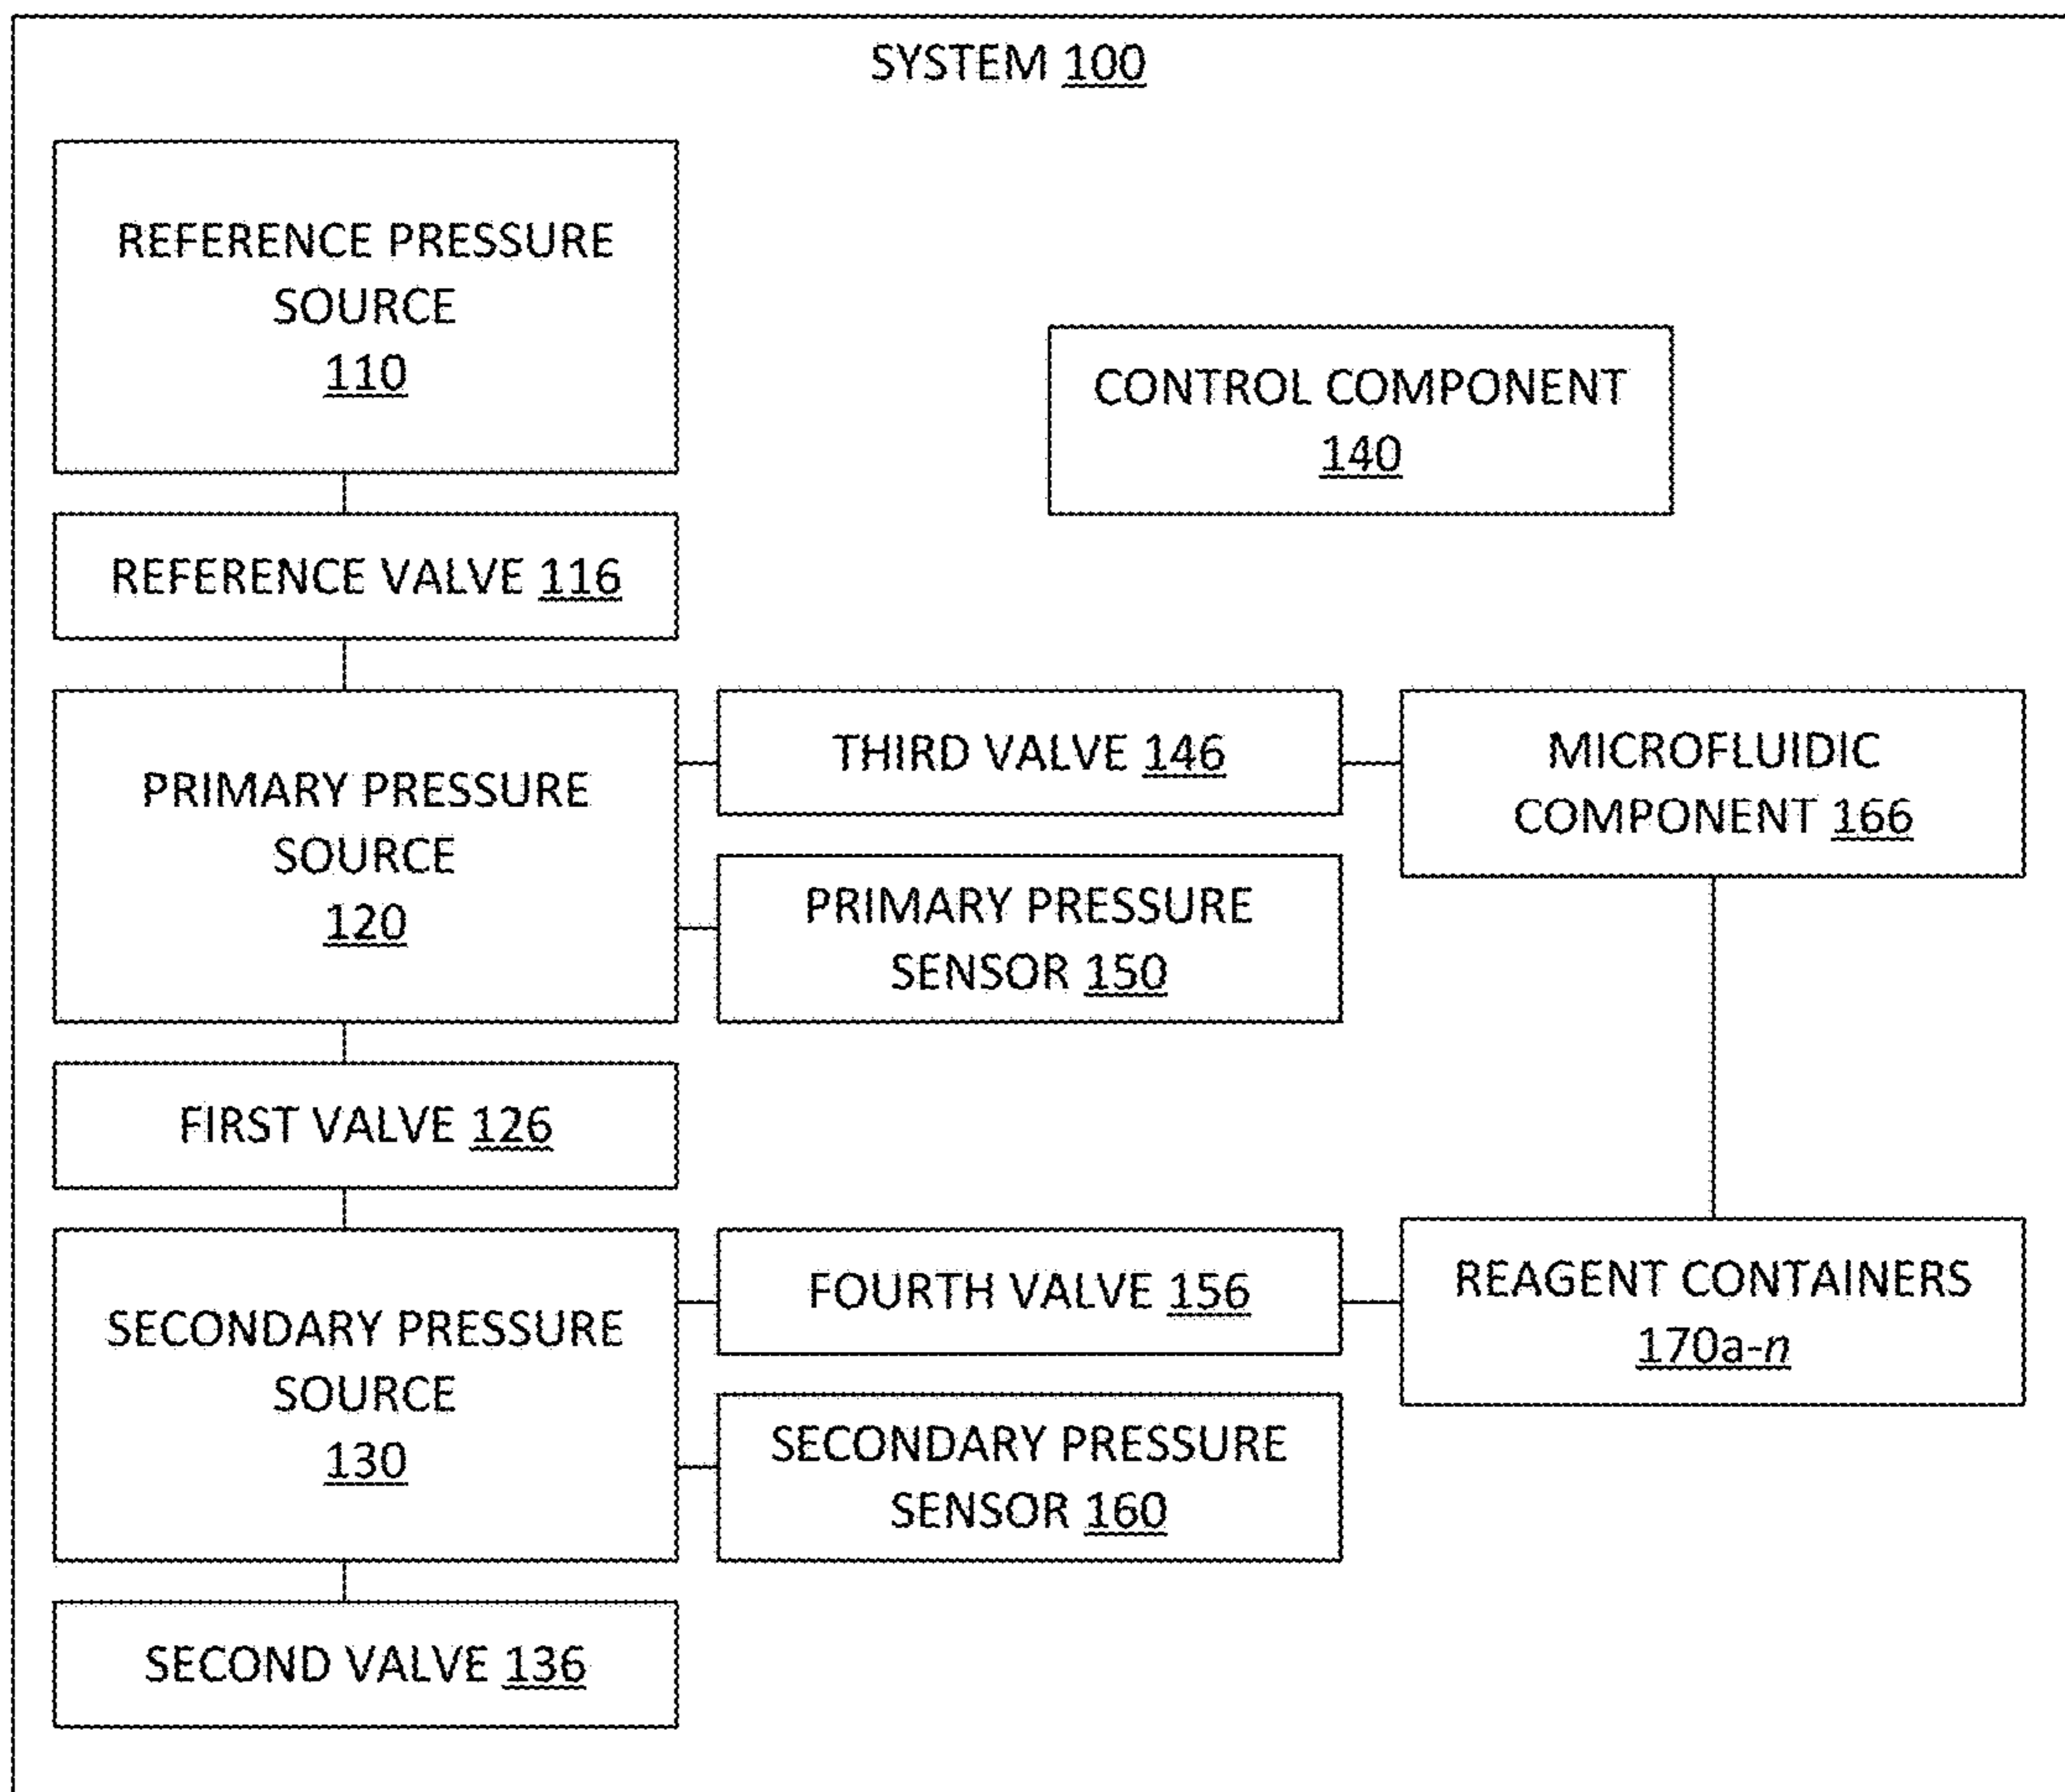 SYSTEM 100
REFERENCE PRESSURE
SOURCE
110
CONTROL COMPONENT
140
REFERENCE VALVE 116
PRIMARY PRESSURE
SOURCE
120
THIRD VALVE 146
MICROFLUIDIC
COMPONENT 166
PRIMARY PRESSURE
SENSOR 150
FIRST VALVE 126
SECONDARY PRESSURE
SOURCE
130
FOURTH VALVE 156
REAGENT CONTAINERS
170a-n
SECONDARY PRESSURE
SENSOR 160
SECOND VALVE 136